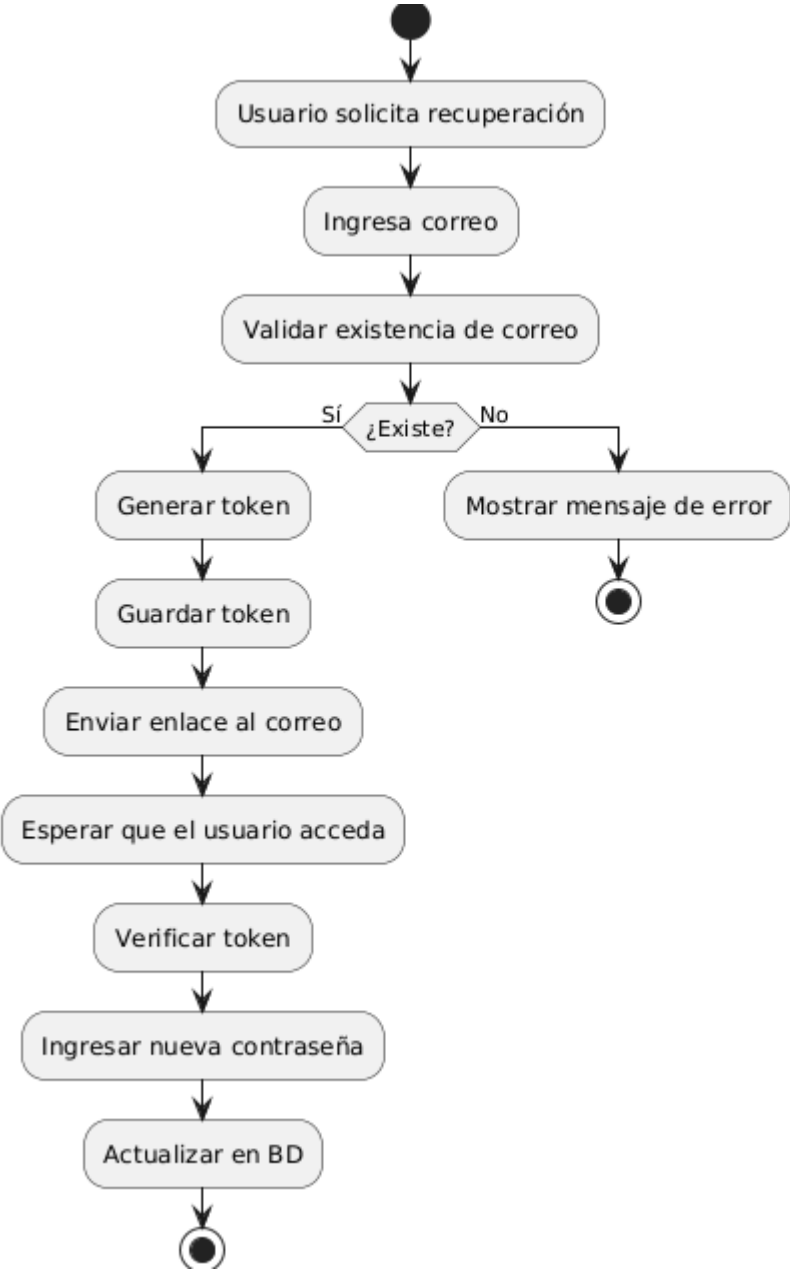 Usuario solicita recuperación
Ingresa correo
Validar existencia de correo
Sí
¿Existe?
No
Generar token
Mostrar mensaje de error
Guardar token
Enviar enlace al correo
Esperar que el usuario acceda
Verificar token
Ingresar nueva contraseña
Actualizar en BD